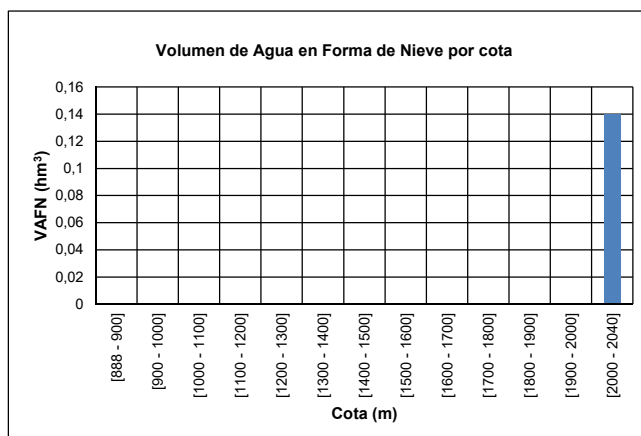 Volumen de Agua en Forma de Nieve por cota
VAFN (hm³)
0,16
0,14
0,12
0,1
0,08
0,06
0,04
0,02
0
[888 - 900]
[900 - 1000]
[1000 - 1100]
[1100 - 1200]
[1200 - 1300]
[1300 - 1400]
[1400 - 1500]
[1500 - 1600]
[1600 - 1700]
[1700 - 1800]
[1800 - 1900]
[1900 - 2000]
[2000 - 2040]
Cota (m)